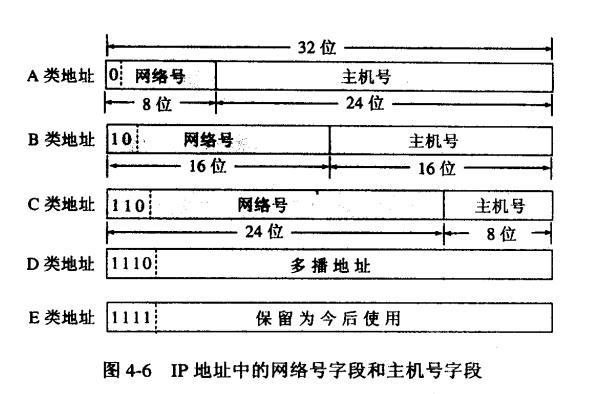 32 位
A 类地址 0 网络号 主机号
8 位 24 位
B 类地址 10 网络号 主机号
16 位 16 位
C 类地址 110 网络号 主机号
24 位 8 位
D 类地址 1110 多播地址
E 类地址 1111 保留为今后使用
图 4-6 IP 地址中的网络号字段和主机号字段